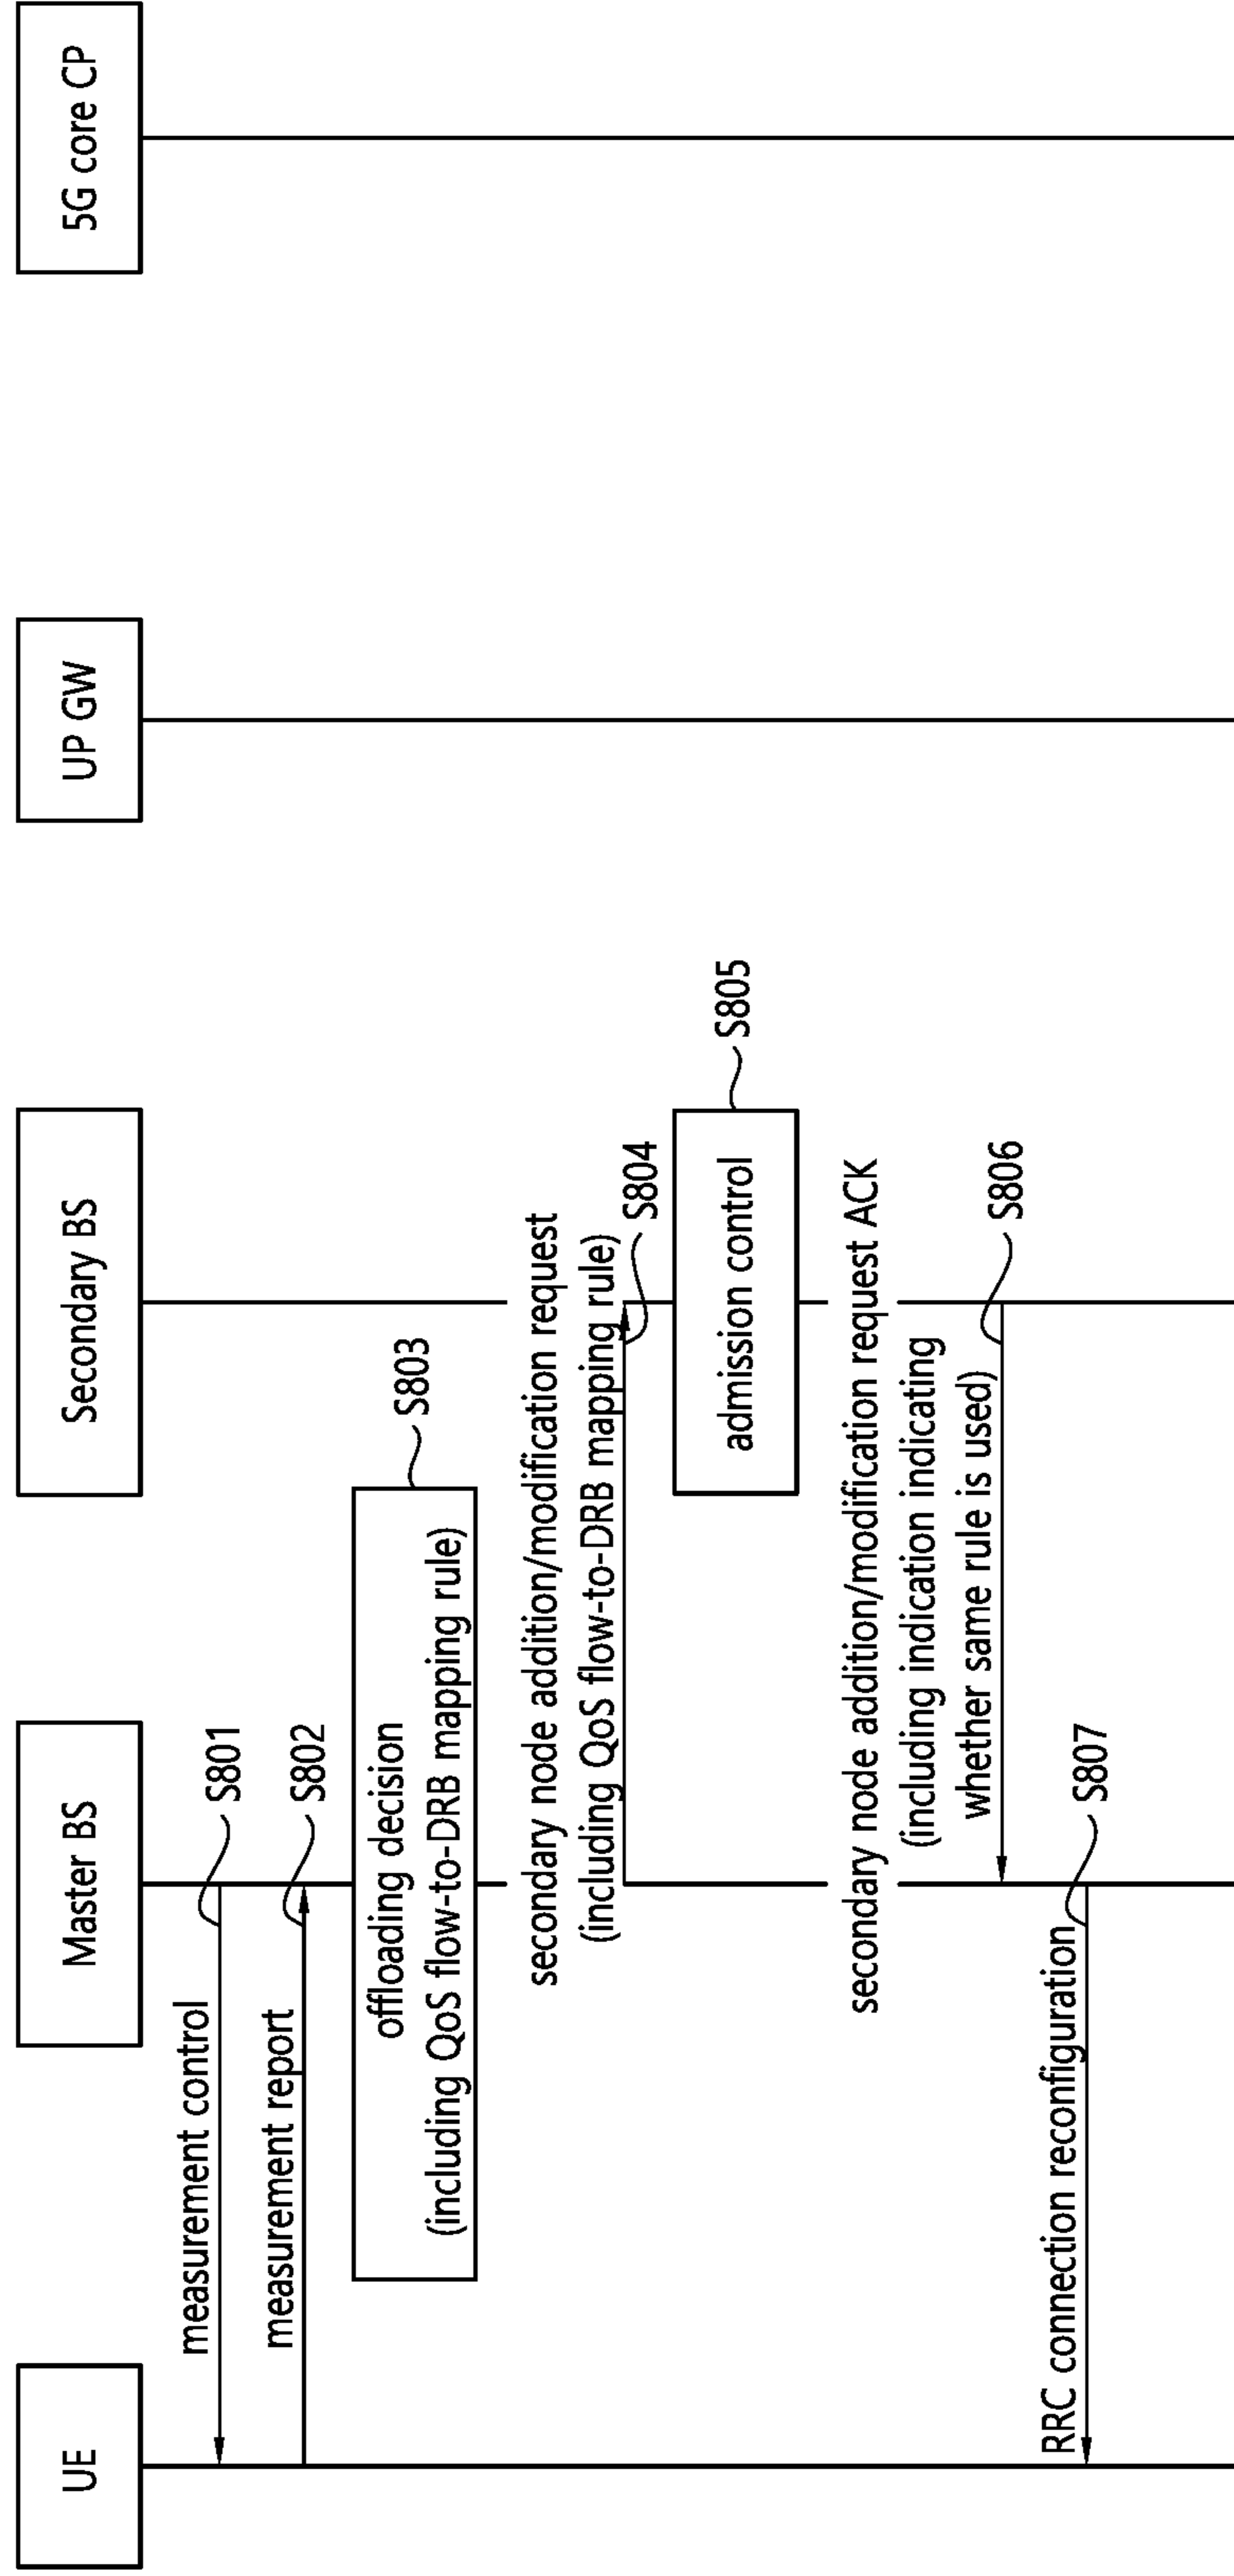 UE
Master BS
Secondary BS
UP GW
5G core CP
measurement control
S801
measurement report
S802
offloading decision
(including QoS flow-to-DRB mapping rule)
S803
secondary node addition/modification request
(including QoS flow-to-DRB mapping rule)
S804
admission control
S805
secondary node addition/modification request ACK
(including indication indicating
whether same rule is used)
S806
RRC connection reconfiguration
S807